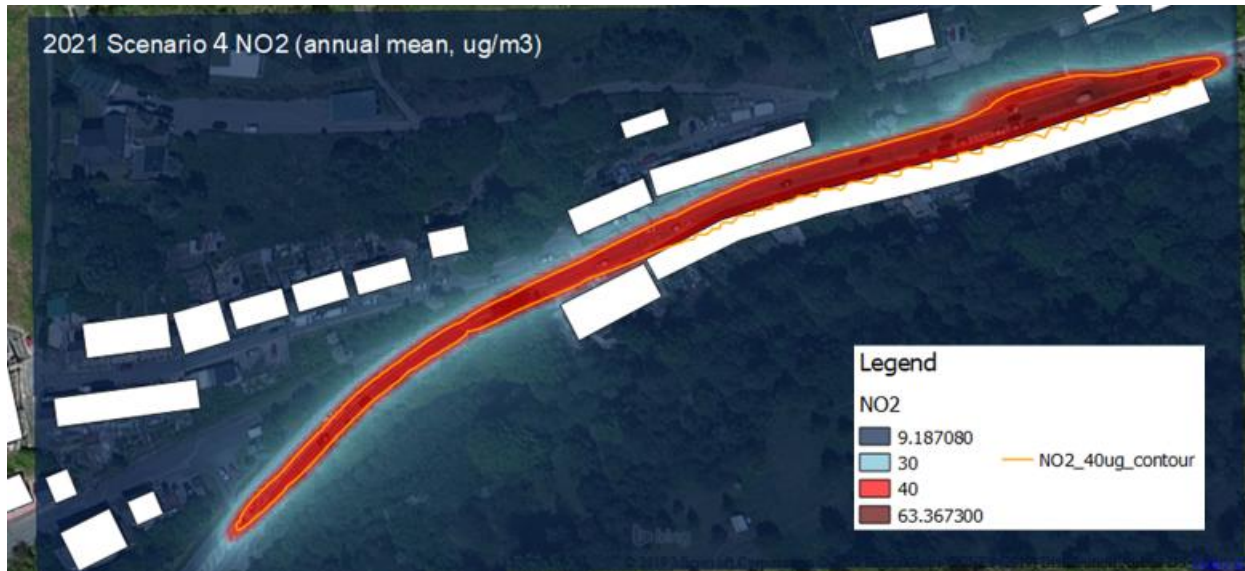 2021 Scenario 4 NO2 (annual mean, ug/m3)
Legend
NO2
9.187080
30
40
63.367300
NO2_40ug_contour